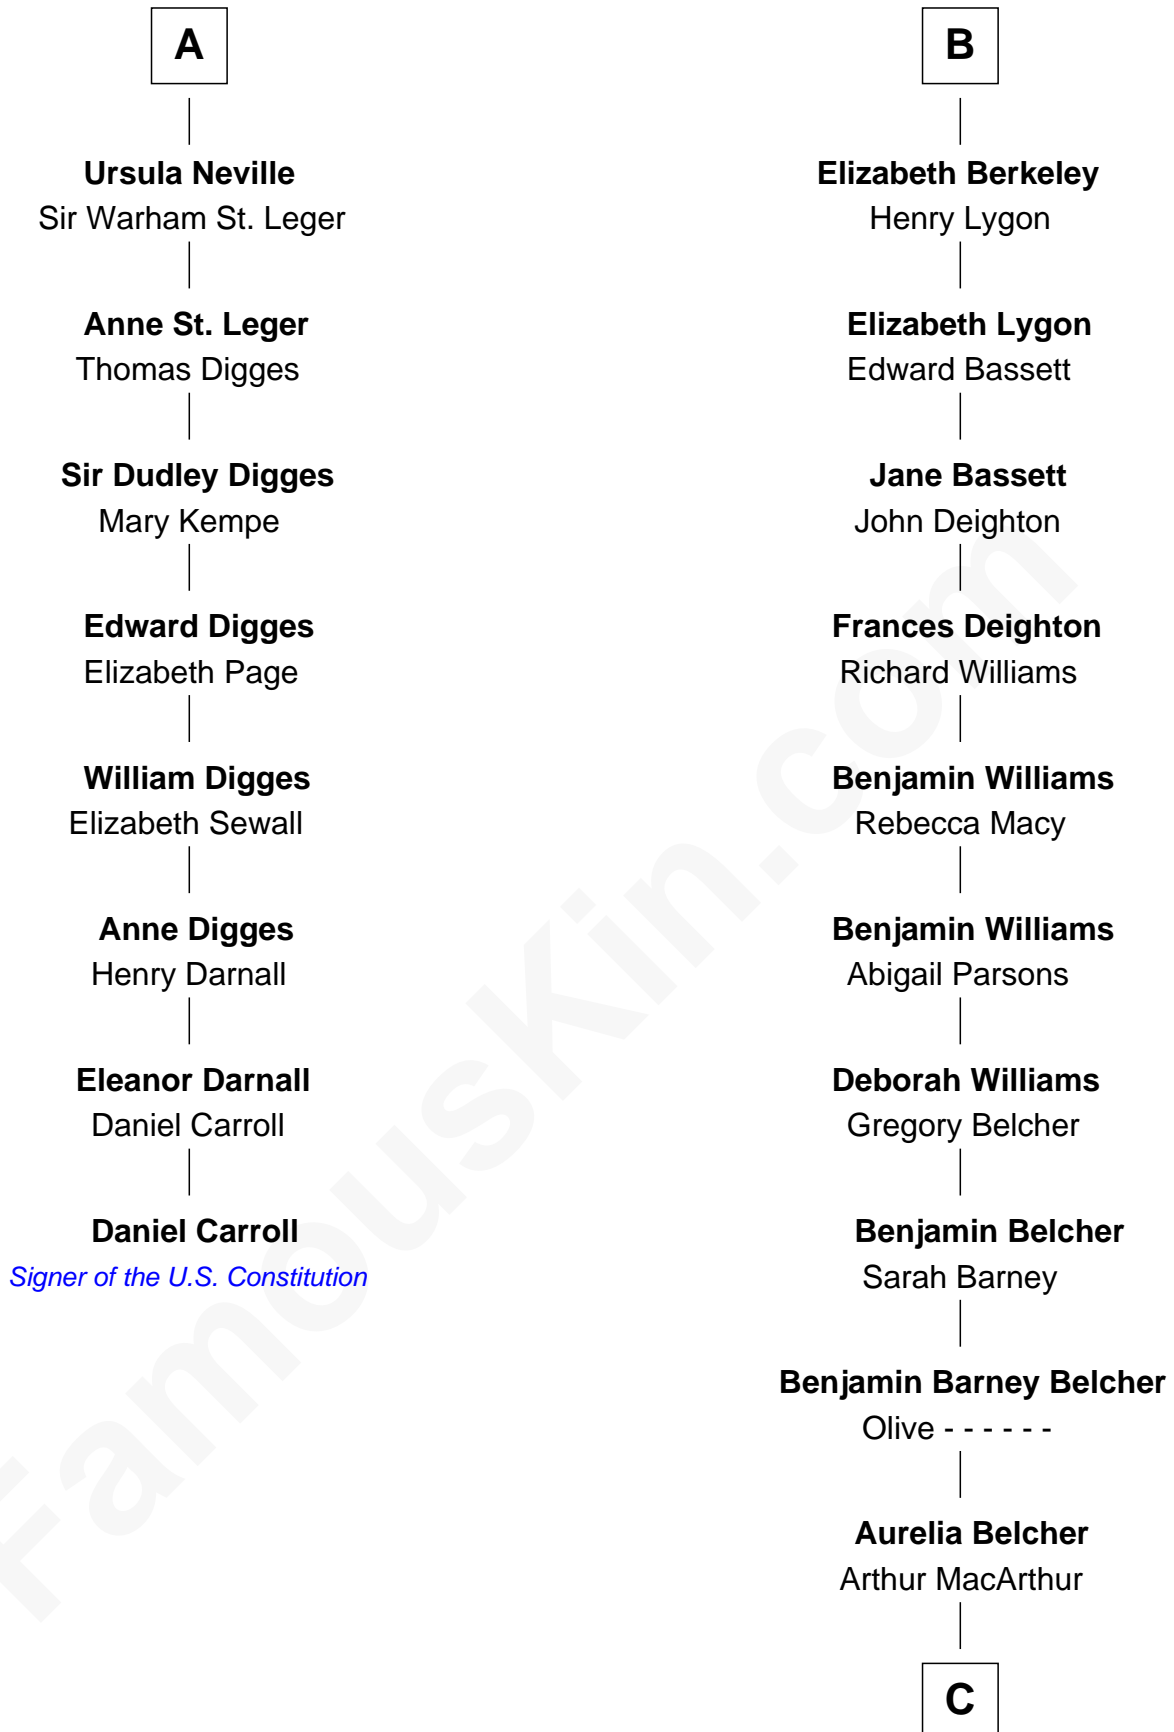 A
Ursula Neville
Sir Warham St. Leger
Anne St. Leger
Thomas Digges
Sir Dudley Digges
Mary Kempe
Edward Digges
Elizabeth Page
William Digges
Elizabeth Sewall
Anne Digges
Henry Darnall
Eleanor Darnall
Daniel Carroll
Daniel Carroll
Signer of the U.S. Constitution
B
Elizabeth Berkeley
Henry Lygon
Elizabeth Lygon
Edward Bassett
Jane Bassett
John Deighton
Frances Deighton
Richard Williams
Benjamin Williams
Rebecca Macy
Benjamin Williams
Abigail Parsons
Deborah Williams
Gregory Belcher
Benjamin Belcher
Sarah Barney
Benjamin Barney Belcher
Olive - - - - - -
Aurelia Belcher
Arthur MacArthur
C
FamousKin.com